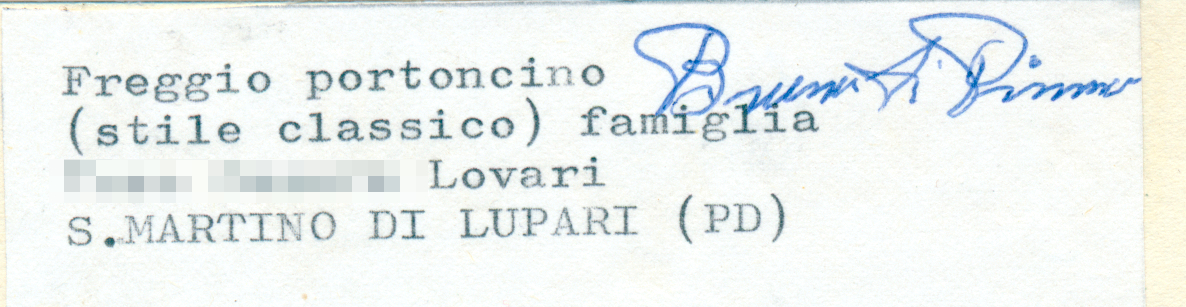 Freggio portoncino
(stile classico) famiglia
Lovari
S.MARTINO DI LUPARI (PD)